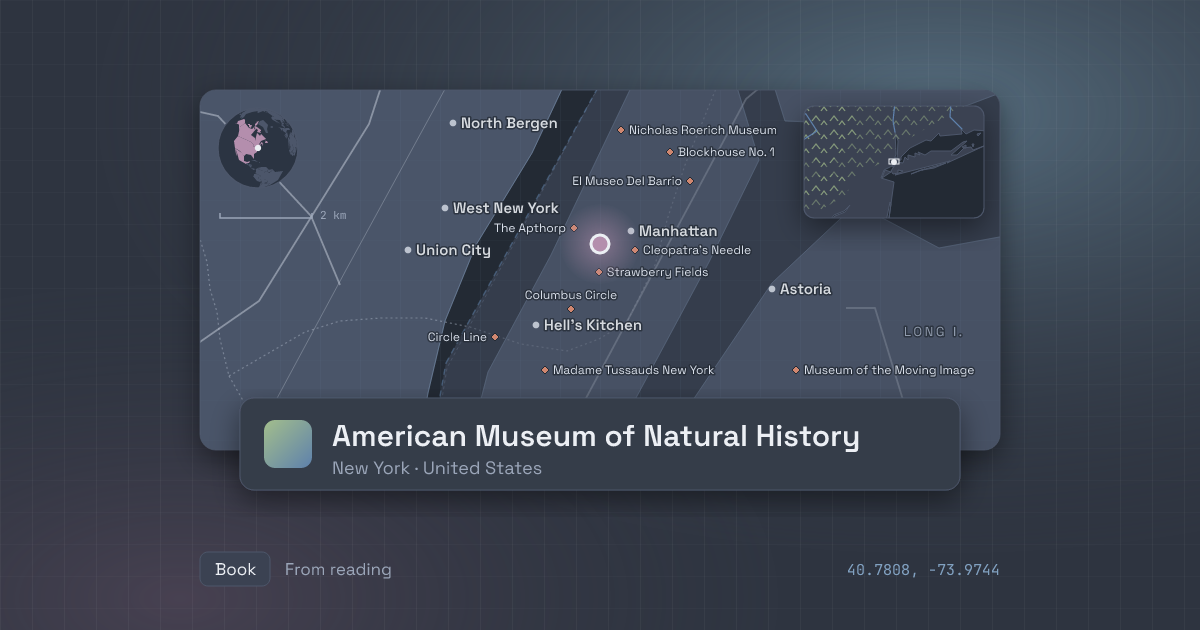 North Bergen
Nicholas Roerich Museum
Blockhouse No. 1
El Museo Del Barrio
West New York
2 km
The Apthorp
Manhattan
Union City
Cleopatra's Needle
Strawberry Fields
Astoria
Columbus Circle
Hell's Kitchen
LONG I.
Circle Line
Madame Tussauds New York
Museum of the Moving Image
American Museum of Natural History
New York · United States
Book
From reading
40.7808, -73.9744